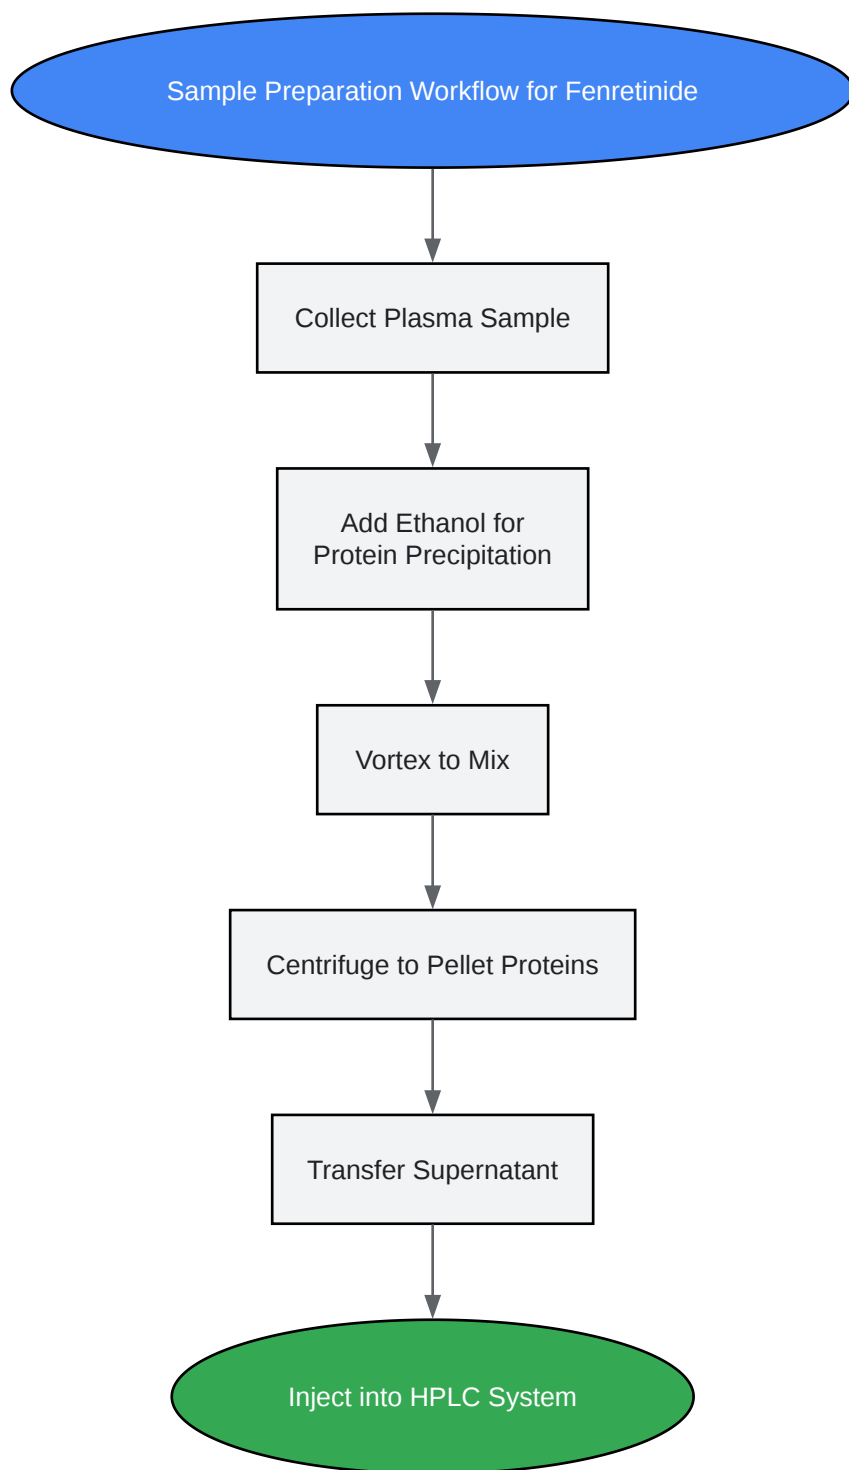 Sample Preparation Workflow for Fenretinide
Collect Plasma Sample
Add Ethanol for
Protein Precipitation
Vortex to Mix
Centrifuge to Pellet Proteins
Transfer Supernatant
Inject into HPLC System